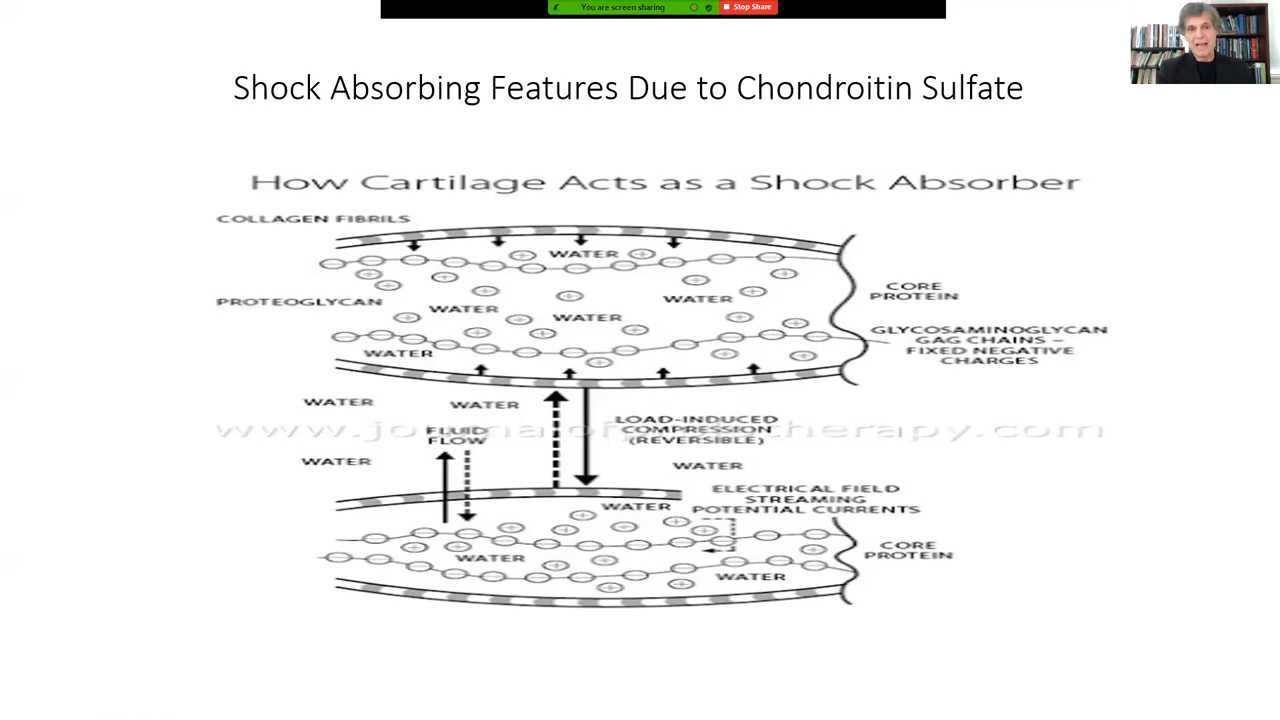 You are screen sharing
Stop Share
Shock Absorbing Features Due to Chondroitin Sulfate
How Cartilage Acts as a Shock Absorber
COLLAGEN FIBRILS
WATER
CORE
PROTEIN
PROTEOGLYCAN
WATER
WATER
WATER
GLYCOSAMINOGLYCAN
GAG CHAINS –
FIXED NEGATIVE
CHARGES
WATER
WATER
WATER
LOAD-INDUCED
COMPRESSION
(REVERSIBLE)
FLUID
FLOW
WATER
WATER
ELECTRICAL FIELD
STREAMING
POTENTIAL CURRENTS
WATER
CORE
PROTEIN
WATER
WATER